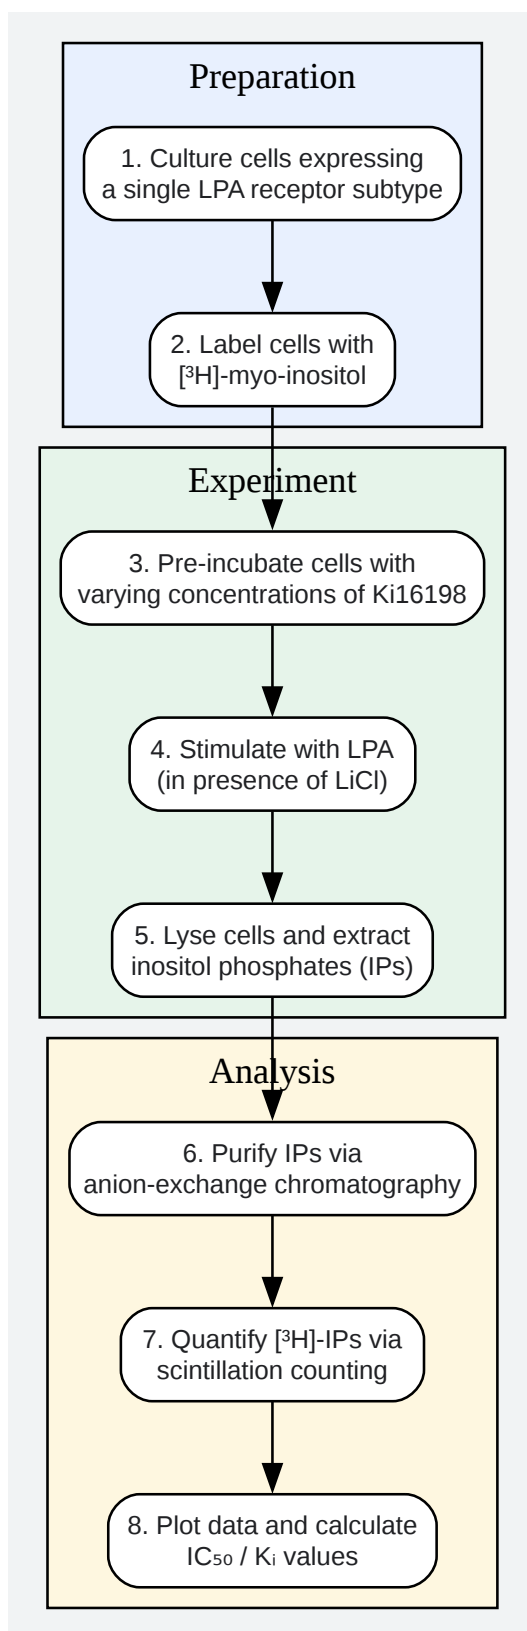 Preparation
1. Culture cells expressing
a single LPA receptor subtype
2. Label cells with
[³H]-myo-inositol
Experiment
3. Pre-incubate cells with
varying concentrations of Ki16198
4. Stimulate with LPA
(in presence of LiCl)
5. Lyse cells and extract
inositol phosphates (IPs)
Analysis
6. Purify IPs via
anion-exchange chromatography
7. Quantify [³H]-IPs via
scintillation counting
8. Plot data and calculate
IC₅₀ / Kᵢ values